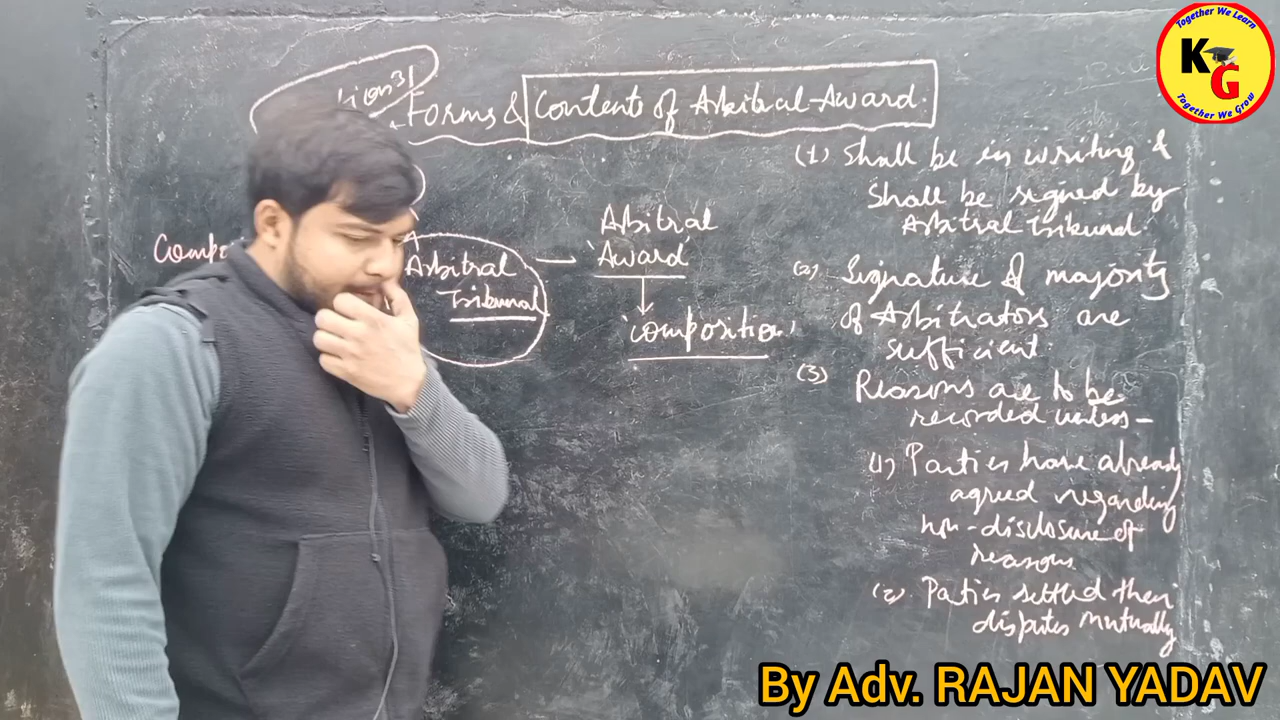 Together We Learn
KG
Together We Grow
Forms & Contents of Arbitral-Award.
Arbitral
Tribunal
Arbitral
Award
'composition'
(1) Shall be in writing &
Shall be signed by
Arbitral Tribunal
(2) Signature of majority
of Arbitrators are
sufficient.
(3) Reasons are to be
recorded unless -
(1) Parties have already
agreed regarding
non-disclosure of
reasons.
(2) Parties settled their
disputes mutually
By Adv. RAJAN YADAV